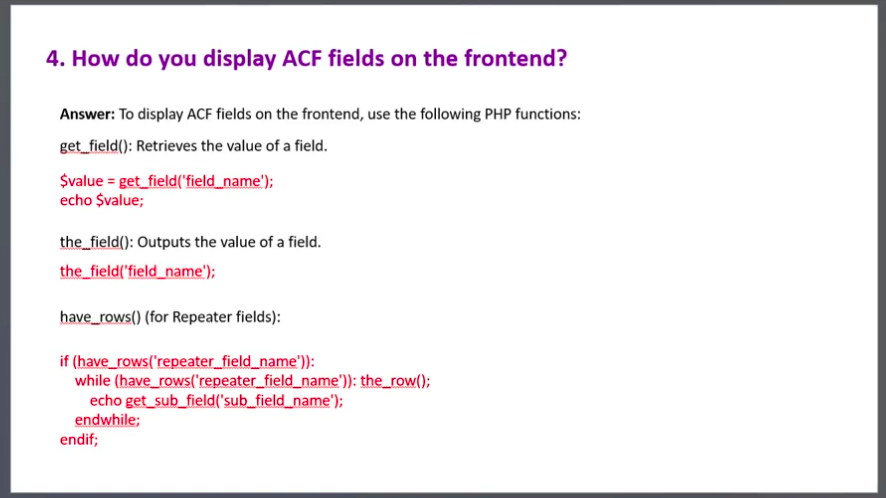 4. How do you display ACF fields on the frontend?
Answer: To display ACF fields on the frontend, use the following PHP functions:
get_field(): Retrieves the value of a field.
$value = get_field('field_name');
echo $value;
the_field(): Outputs the value of a field.
the_field('field_name');
have_rows() (for Repeater fields):
if (have_rows('repeater_field_name')):
while (have_rows('repeater_field_name')): the_row();
echo get_sub_field('sub_field_name');
endwhile;
endif;